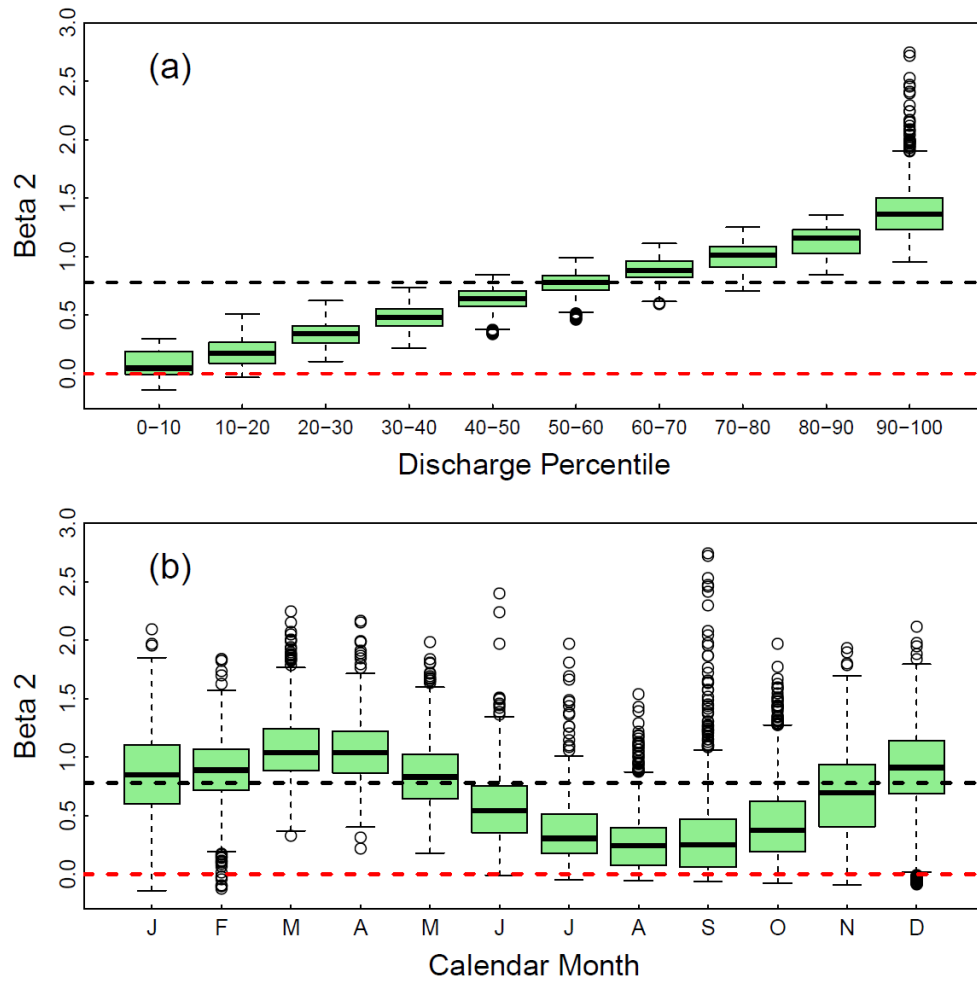 (a)
Beta 2
3.0
2.5
2.0
1.5
1.0
0.5
0.0
0−10 10−20 20−30 30−40 40−50 50−60 60−70 70−80 80−90 90−100
Discharge Percentile
(b)
Beta 2
3.0
2.5
2.0
1.5
1.0
0.5
0.0
J F M A M J J A S O N D
Calendar Month